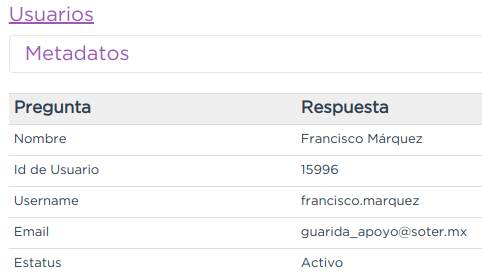 Usuarios
Metadatos
Pregunta Respuesta
Nombre Francisco Márquez
Id de Usuario 15996
Username francisco.marquez
Email guarida_apoyo@soter.mx
Estatus Activo